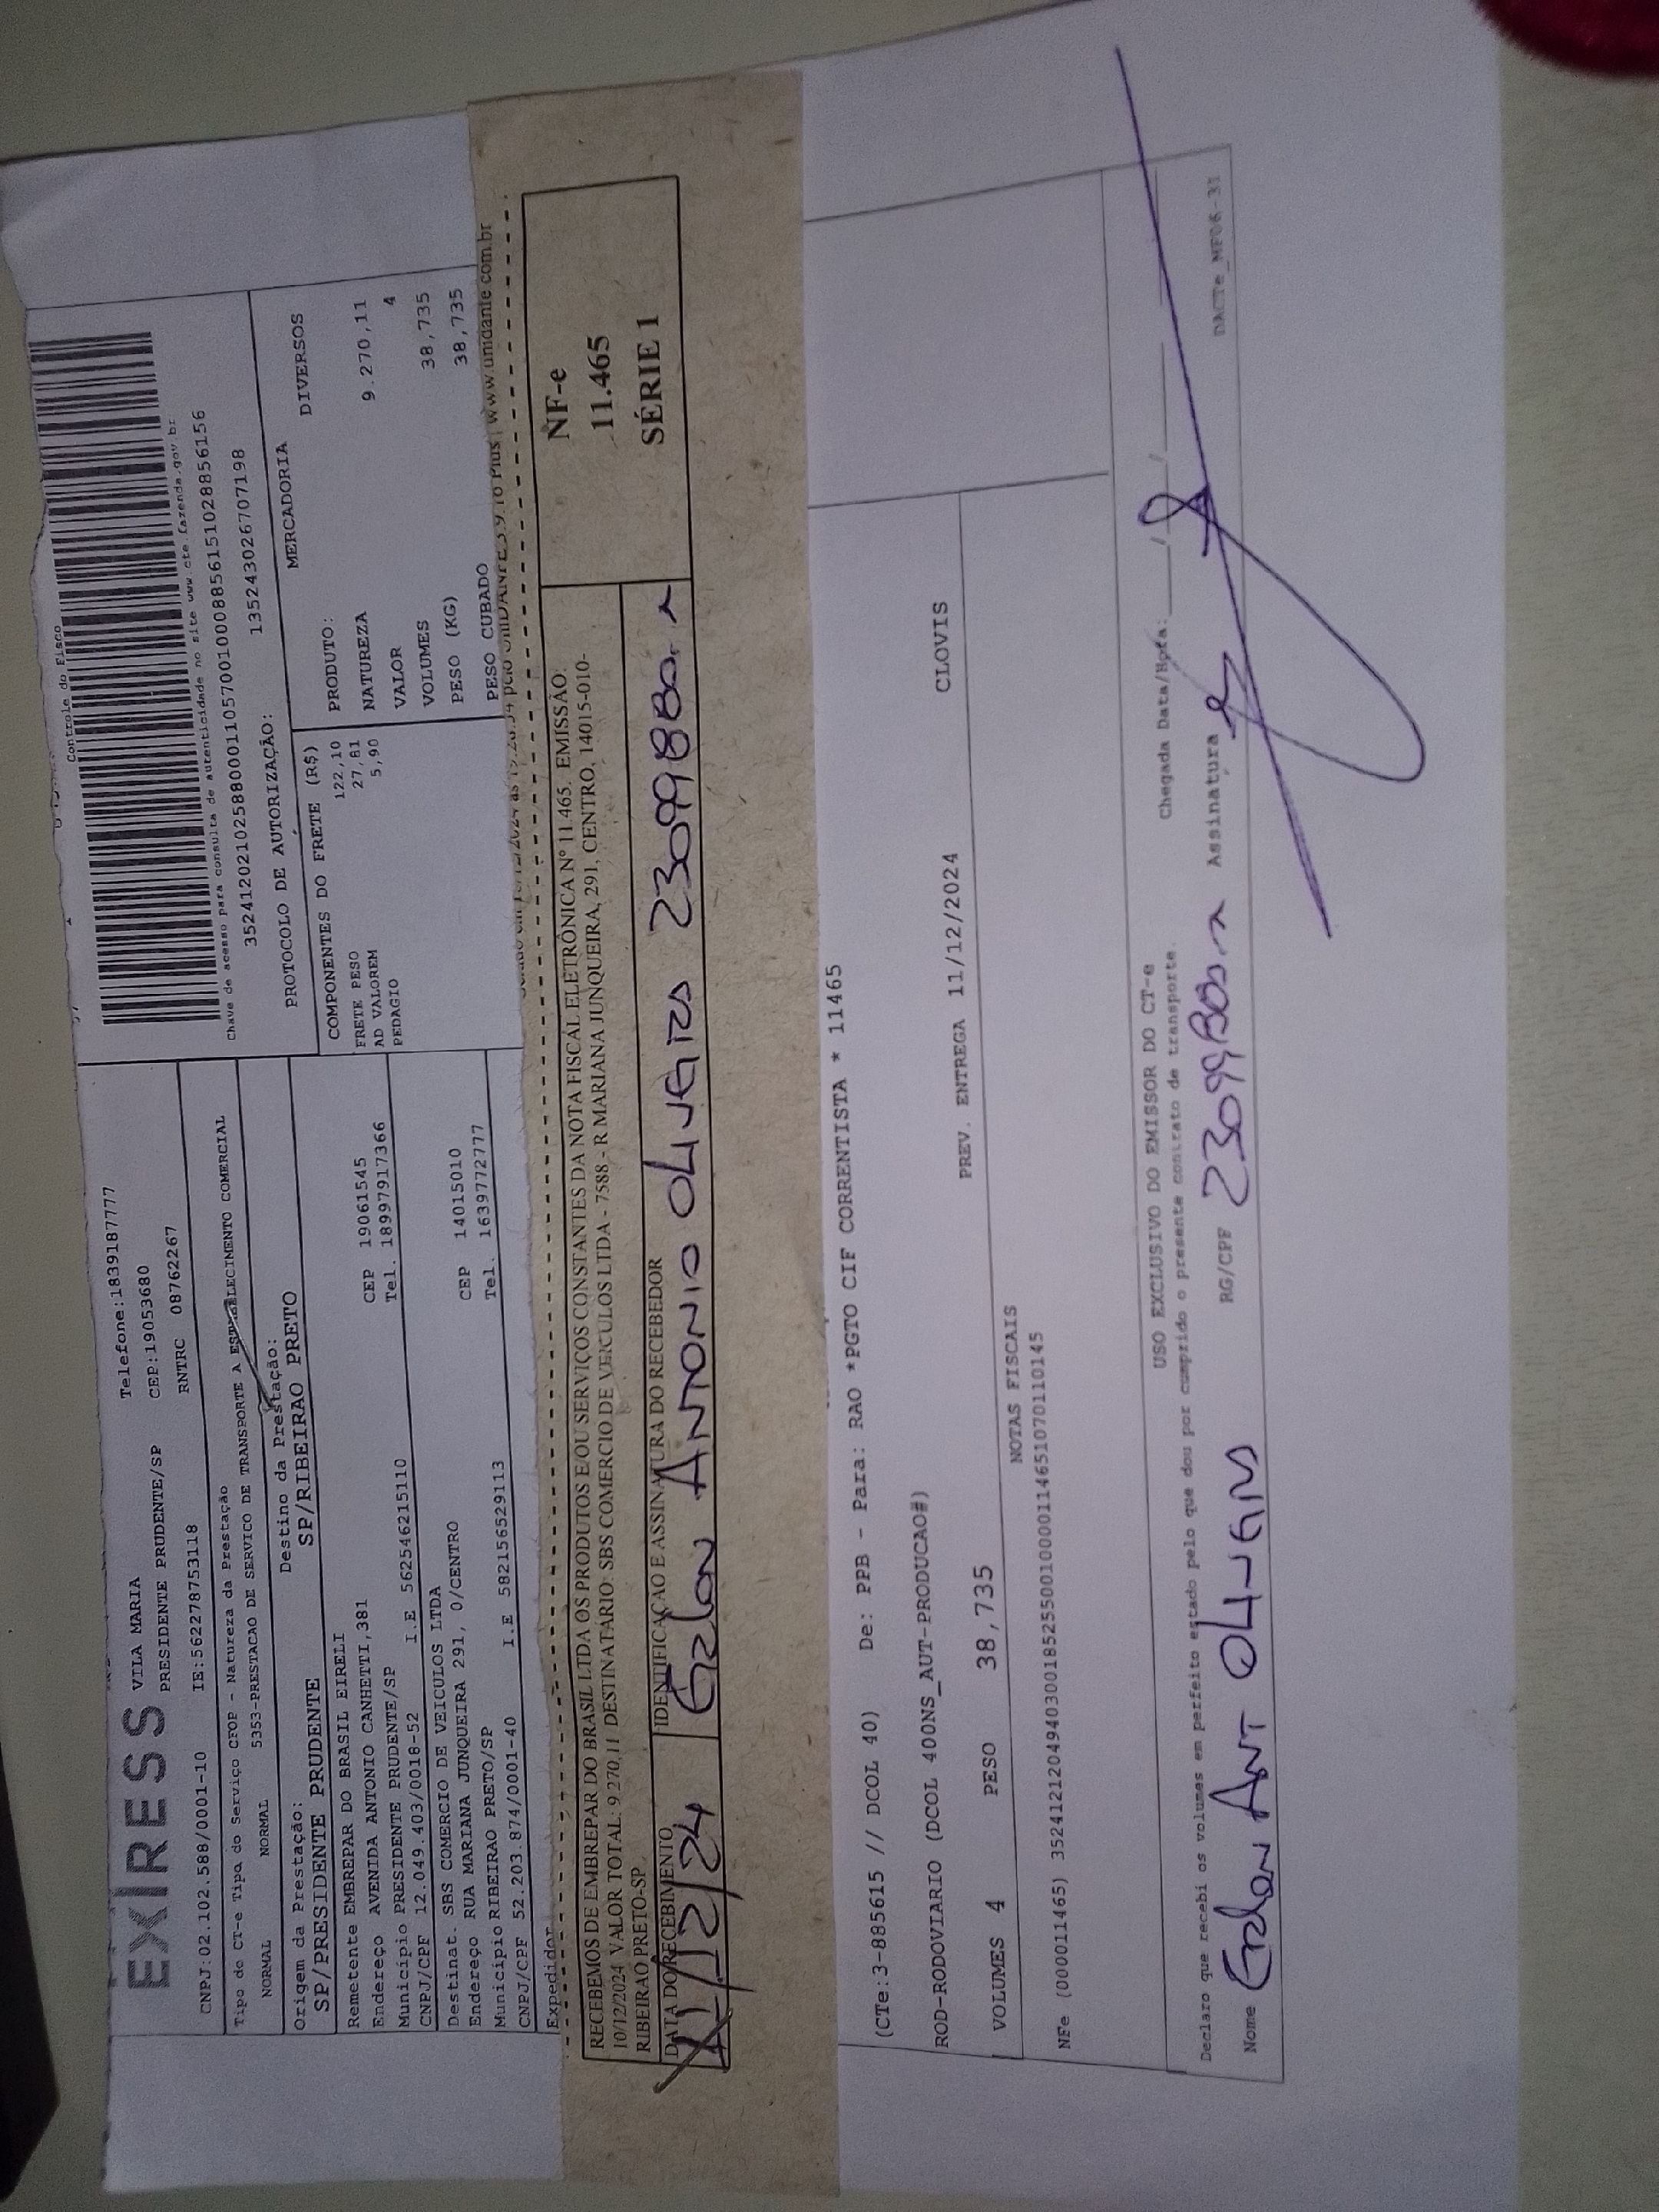 Controle do Fisco
EXPRESS
VILA MARIA
Telefone:1839187777
PRESIDENTE PRUDENTE/SP
CEP:19053680
CNPJ:02.102.588/0001-10
IE:562278753118
RNTRC 08762267
Chave de acesso para consulta de autenticidade no site www.cte.fazenda.gov.br
35241202102588000110570010008856151028856156
PROTOCOLO DE AUTORIZAÇÃO:
135243026707198
Tipo do CT-e Tipo do Serviço CFOP - Natureza da Prestação
NORMAL NORMAL 5353-PRESTACAO DE SERVICO DE TRANSPORTE A ESTABELECIMENTO COMERCIAL
Origem da Prestação: Destino da Prestação:
SP/PRESIDENTE PRUDENTE SP/RIBEIRAO PRETO
Remetente EMBREPAR DO BRASIL EIRELI
Endereço AVENIDA ANTONIO CANHETTI,381 CEP 19061545
Município PRESIDENTE PRUDENTE/SP Tel. 18997917366
CNPJ/CPF 12.049.403/0018-52 I.E 562546215110
Destinat. SBS COMERCIO DE VEICULOS LTDA
Endereço RUA MARIANA JUNQUEIRA 291, 0/CENTRO CEP 14015010
Município RIBEIRAO PRETO/SP Tel. 1639772777
CNPJ/CPF 52.203.874/0001-40 I.E 582156529113
Expedidor
COMPONENTES DO FRETE (R$)
FRETE PESO 122,10
AD VALOREM 27,81
PEDAGIO 5,90
MERCADORIA
PRODUTO: DIVERSOS
NATUREZA
VALOR 9.270,11
VOLUMES 4
PESO (KG) 38,735
PESO CUBADO 38,735
Plus | www.unidanfe.com.br
RECEBEMOS DE EMBREPAR DO BRASIL LTDA OS PRODUTOS E/OU SERVIÇOS CONSTANTES DA NOTA FISCAL ELETRÔNICA Nº 11.465. EMISSÃO:
10/12/2024 VALOR TOTAL: 9.270,11 DESTINATÁRIO: SBS COMERCIO DE VEICULOS LTDA - 7588 - R MARIANA JUNQUEIRA, 291, CENTRO, 14015-010-
RIBEIRAO PRETO-SP
NF-e
11.465
SÉRIE 1
DATA DO RECEBIMENTO
IDENTIFICAÇÃO E ASSINATURA DO RECEBEDOR
11/12/24 ANTONIO OLIVEIRA
(CTe:3-885615 // DCOL 40) De: PPB - Para: RAO *PGTO CIF CORRENTISTA * 11465
ROD-RODOVIARIO (DCOL 400NS_AUT-PRODUCAO#)
PREV. ENTREGA 11/12/2024 CLOVIS
VOLUMES 4 PESO 38,735
NOTAS FISCAIS
NFe (000011465) 35241212049403001852550010000114651070110145
USO EXCLUSIVO DO EMISSOR DO CT-e
Declaro que recebi os volumes em perfeito estado pelo que dou por cumprido o presente contrato de transporte.
Chegada Data/Hora: / /
Nome ANT
RG/CPF
Assinatura
DACTe_MF06-31